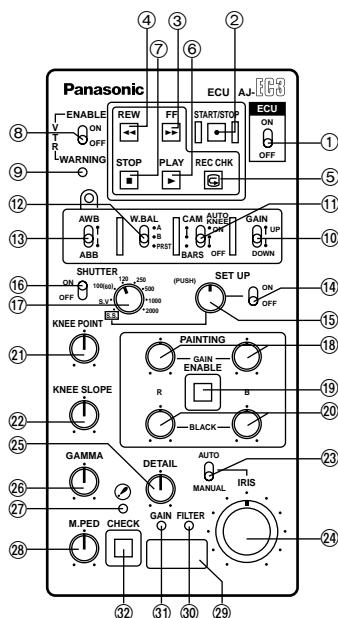 ④ ⑦ ③ ⑥ ②
Panasonic ECU AJ-EC3
ENABLE
VTR
ON
OFF
WARNING
⑧
⑨
REW FF START/STOP
STOP PLAY REC CHK
ECU
ON
OFF
①
⑤
⑫
⑬
AWB
ABB
W.BAL
A
B
PRST
CAM
BARS
AUTO KNEE
ON
OFF
GAIN
UP
DOWN
⑪
⑩
SHUTTER
⑯
ON
OFF
⑰
100(60) 120 250
500
1000
2000
S.V
S.S.
(PUSH)
SET UP
ON
OFF
⑭
⑮
KNEE POINT
㉑
PAINTING
GAIN
ENABLE
R B
BLACK
⑱
⑲
⑳
KNEE SLOPE
㉒
㉕
GAMMA
㉖
㉗
DETAIL
AUTO
MANUAL
IRIS
㉓
㉔
M.PED
㉘
CHECK
GAIN FILTER
㉜ ㉛ ㉚ ㉙